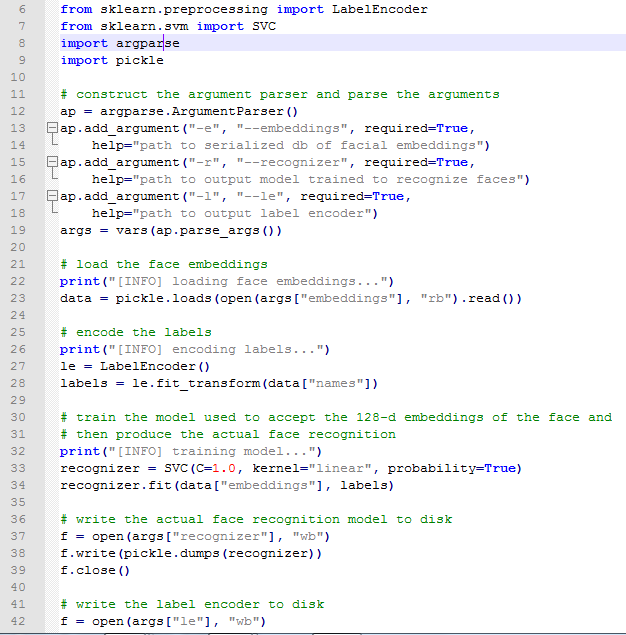 6 from sklearn.preprocessing import LabelEncoder
7 from sklearn.svm import SVC
8 import argparse
9 import pickle
10
11 # construct the argument parser and parse the arguments
12 ap = argparse.ArgumentParser()
13 ap.add_argument("-e", "--embeddings", required=True,
14     help="path to serialized db of facial embeddings")
15 ap.add_argument("-r", "--recognizer", required=True,
16     help="path to output model trained to recognize faces")
17 ap.add_argument("-l", "--le", required=True,
18     help="path to output label encoder")
19 args = vars(ap.parse_args())
20
21 # load the face embeddings
22 print("[INFO] loading face embeddings...")
23 data = pickle.loads(open(args["embeddings"], "rb").read())
24
25 # encode the labels
26 print("[INFO] encoding labels...")
27 le = LabelEncoder()
28 labels = le.fit_transform(data["names"])
29
30 # train the model used to accept the 128-d embeddings of the face and
31 # then produce the actual face recognition
32 print("[INFO] training model...")
33 recognizer = SVC(C=1.0, kernel="linear", probability=True)
34 recognizer.fit(data["embeddings"], labels)
35
36 # write the actual face recognition model to disk
37 f = open(args["recognizer"], "wb")
38 f.write(pickle.dumps(recognizer))
39 f.close()
40
41 # write the label encoder to disk
42 f = open(args["le"], "wb")